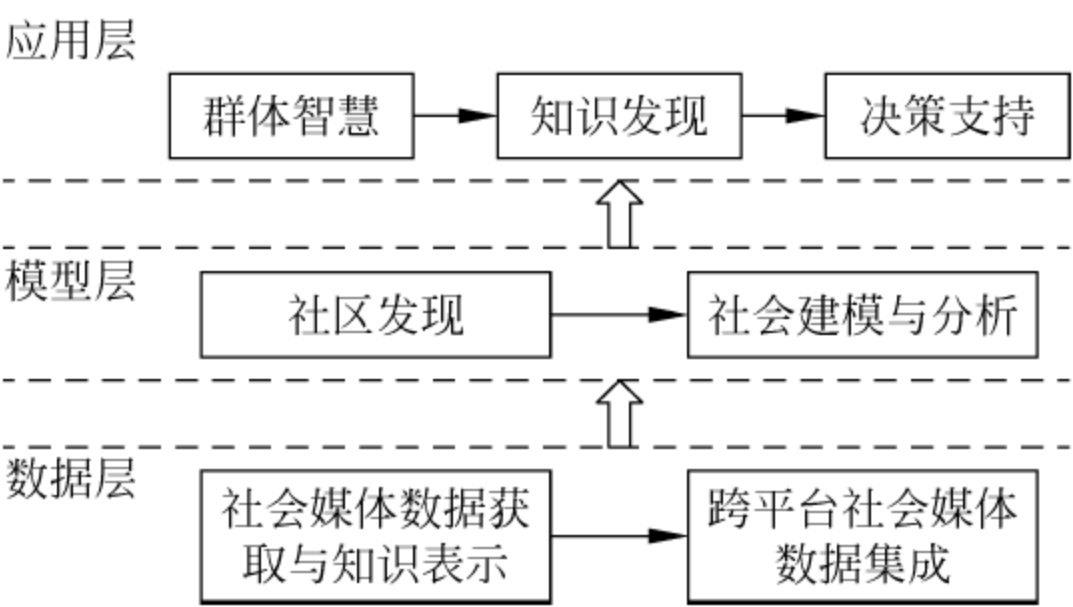 应用层
群体智慧
知识发现
决策支持
模型层
社区发现
社会建模与分析
数据层
社会媒体数据获
取与知识表示
跨平台社会媒体
数据集成